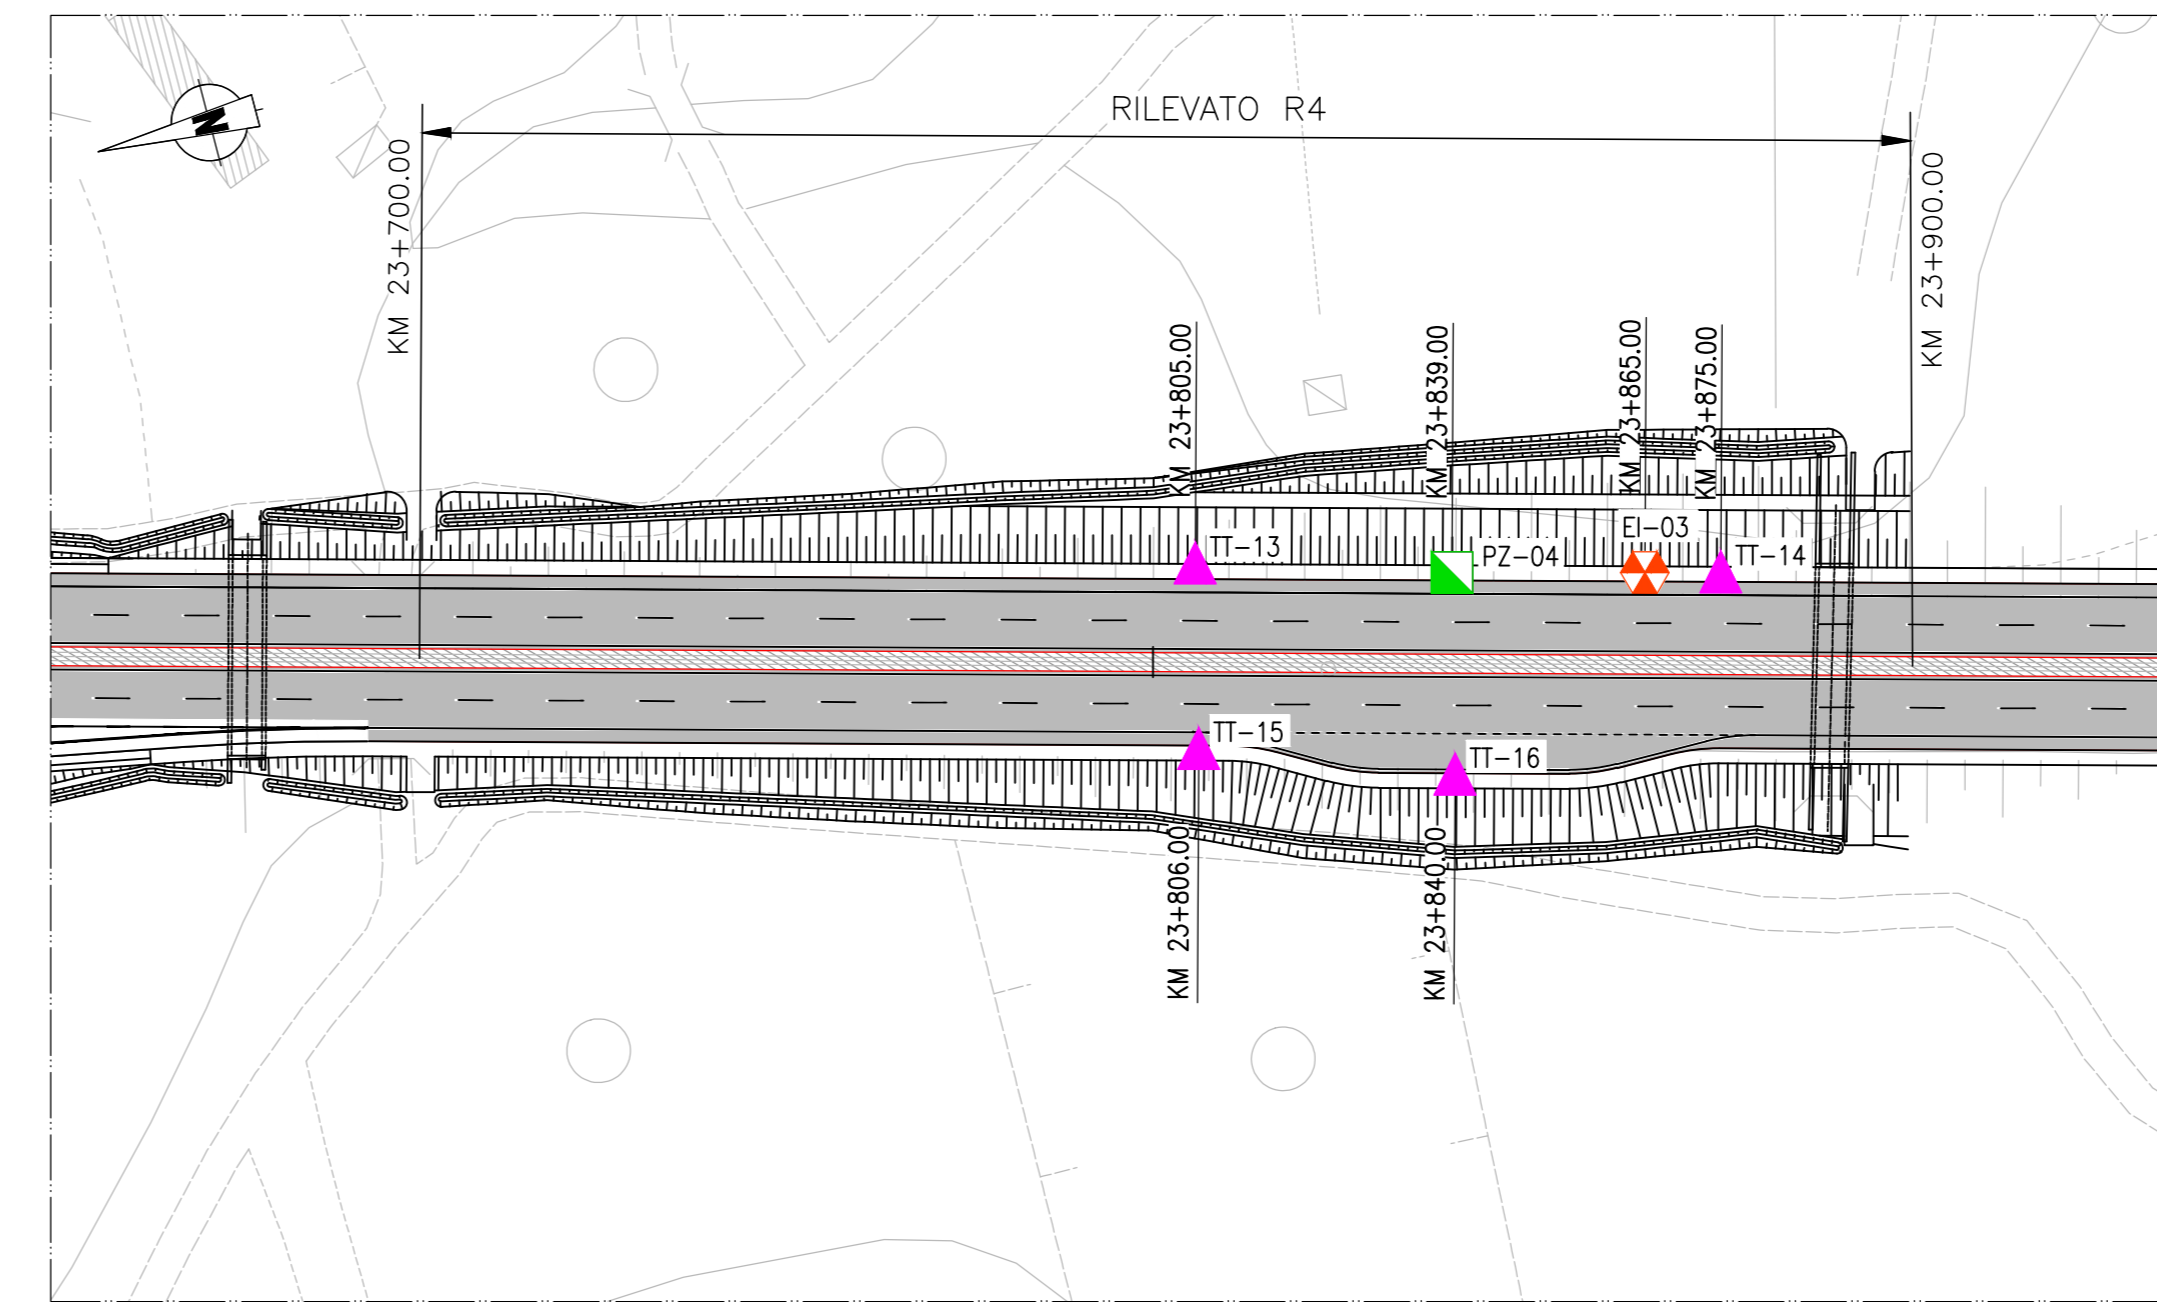 RILEVATO R4
N
KM 23+700.00
KM 23+900.00
KM 23+805.00
KM 23+839.00
KM 23+865.00
KM 23+875.00
EI-03
TT-13
PZ-04
TT-14
TT-15
TT-16
KM 23+806.00
KM 23+840.00